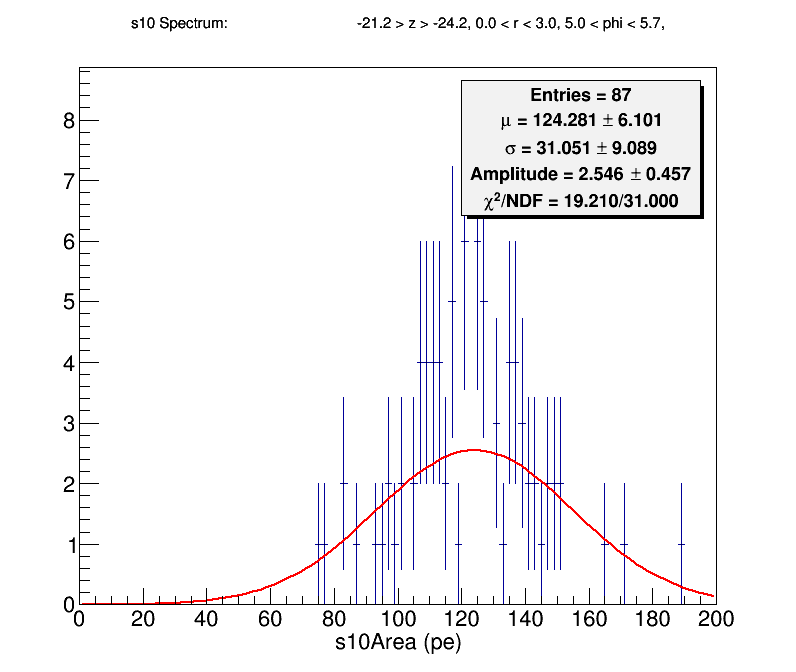 s10 Spectrum: -21.2 > z > -24.2, 0.0 < r < 3.0, 5.0 < phi < 5.7,
Entries = 87
μ = 124.281 ± 6.101
σ = 31.051 ± 9.089
Amplitude = 2.546 ± 0.457
χ²/NDF = 19.210/31.000
8
7
6
5
4
3
2
1
0
0 20 40 60 80 100 120 140 160 180 200
s10Area (pe)